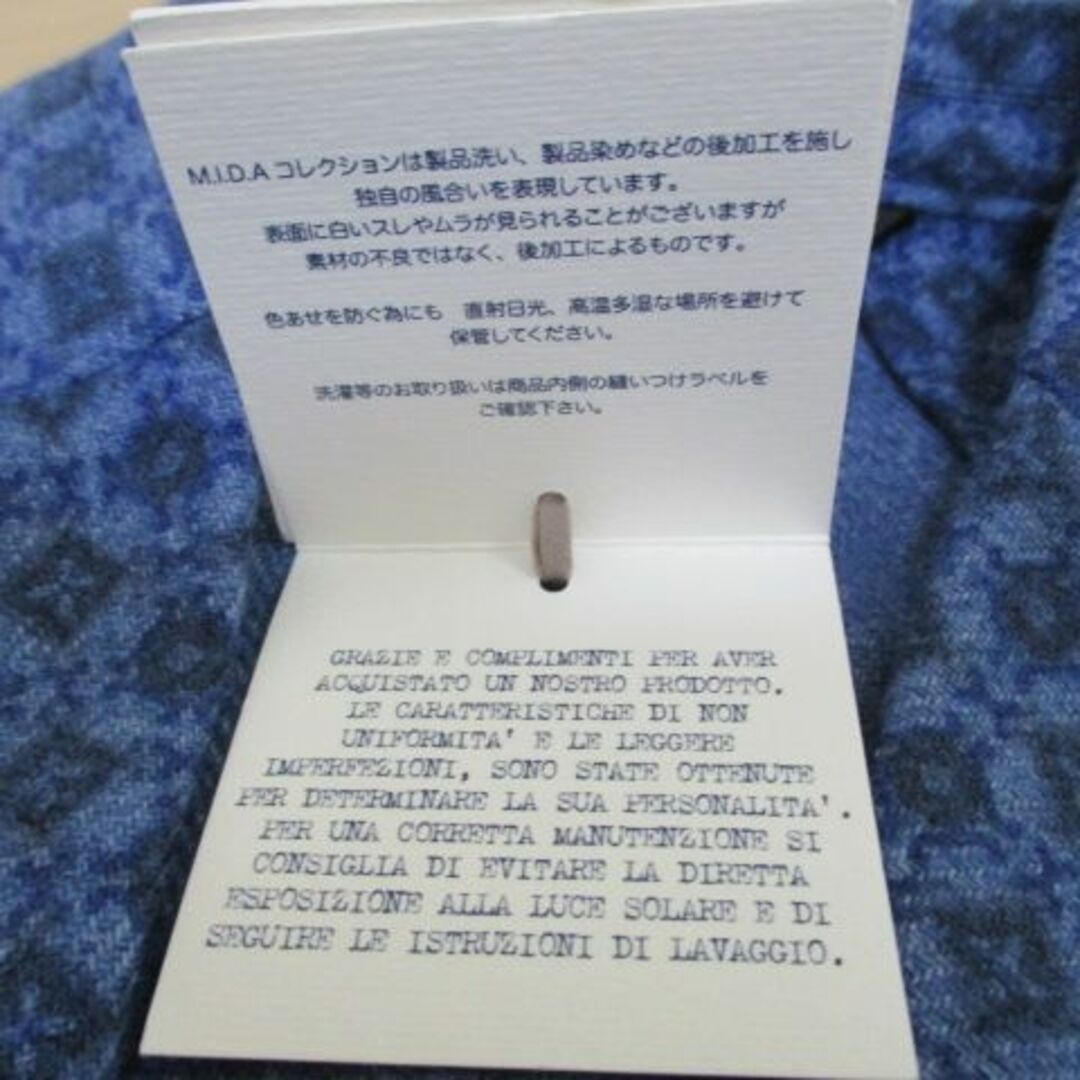 M.I.D.A コレクションは製品洗い、製品染めなどの後加工を施し
独自の風合いを表現しています。
表面に白いスレやムラが見られることがございますが
素材の不良ではなく、後加工によるものです。
色あせを防ぐ為にも 直射日光、高温多湿な場所を避けて
保管してください。
洗濯等のお取り扱いは商品内側の縫いつけラベルを
ご確認下さい。
GRAZIE E COMPLIMENTI PER AVER
ACQUISTATO UN NOSTRO PRODOTTO.
LE CARATTERISTICHE DI NON
UNIFORMITA' E LE LEGGERE
IMPERFEZIONI, SONO STATE OTTENUTE
PER DETERMINARE LA SUA PERSONALITA'.
PER UNA CORRETTA MANUTENZIONE SI
CONSIGLIA DI EVITARE LA DIRETTA
ESPOSIZIONE ALLA LUCE SOLARE E DI
SEGUIRE LE ISTRUZIONI DI LAVAGGIO.